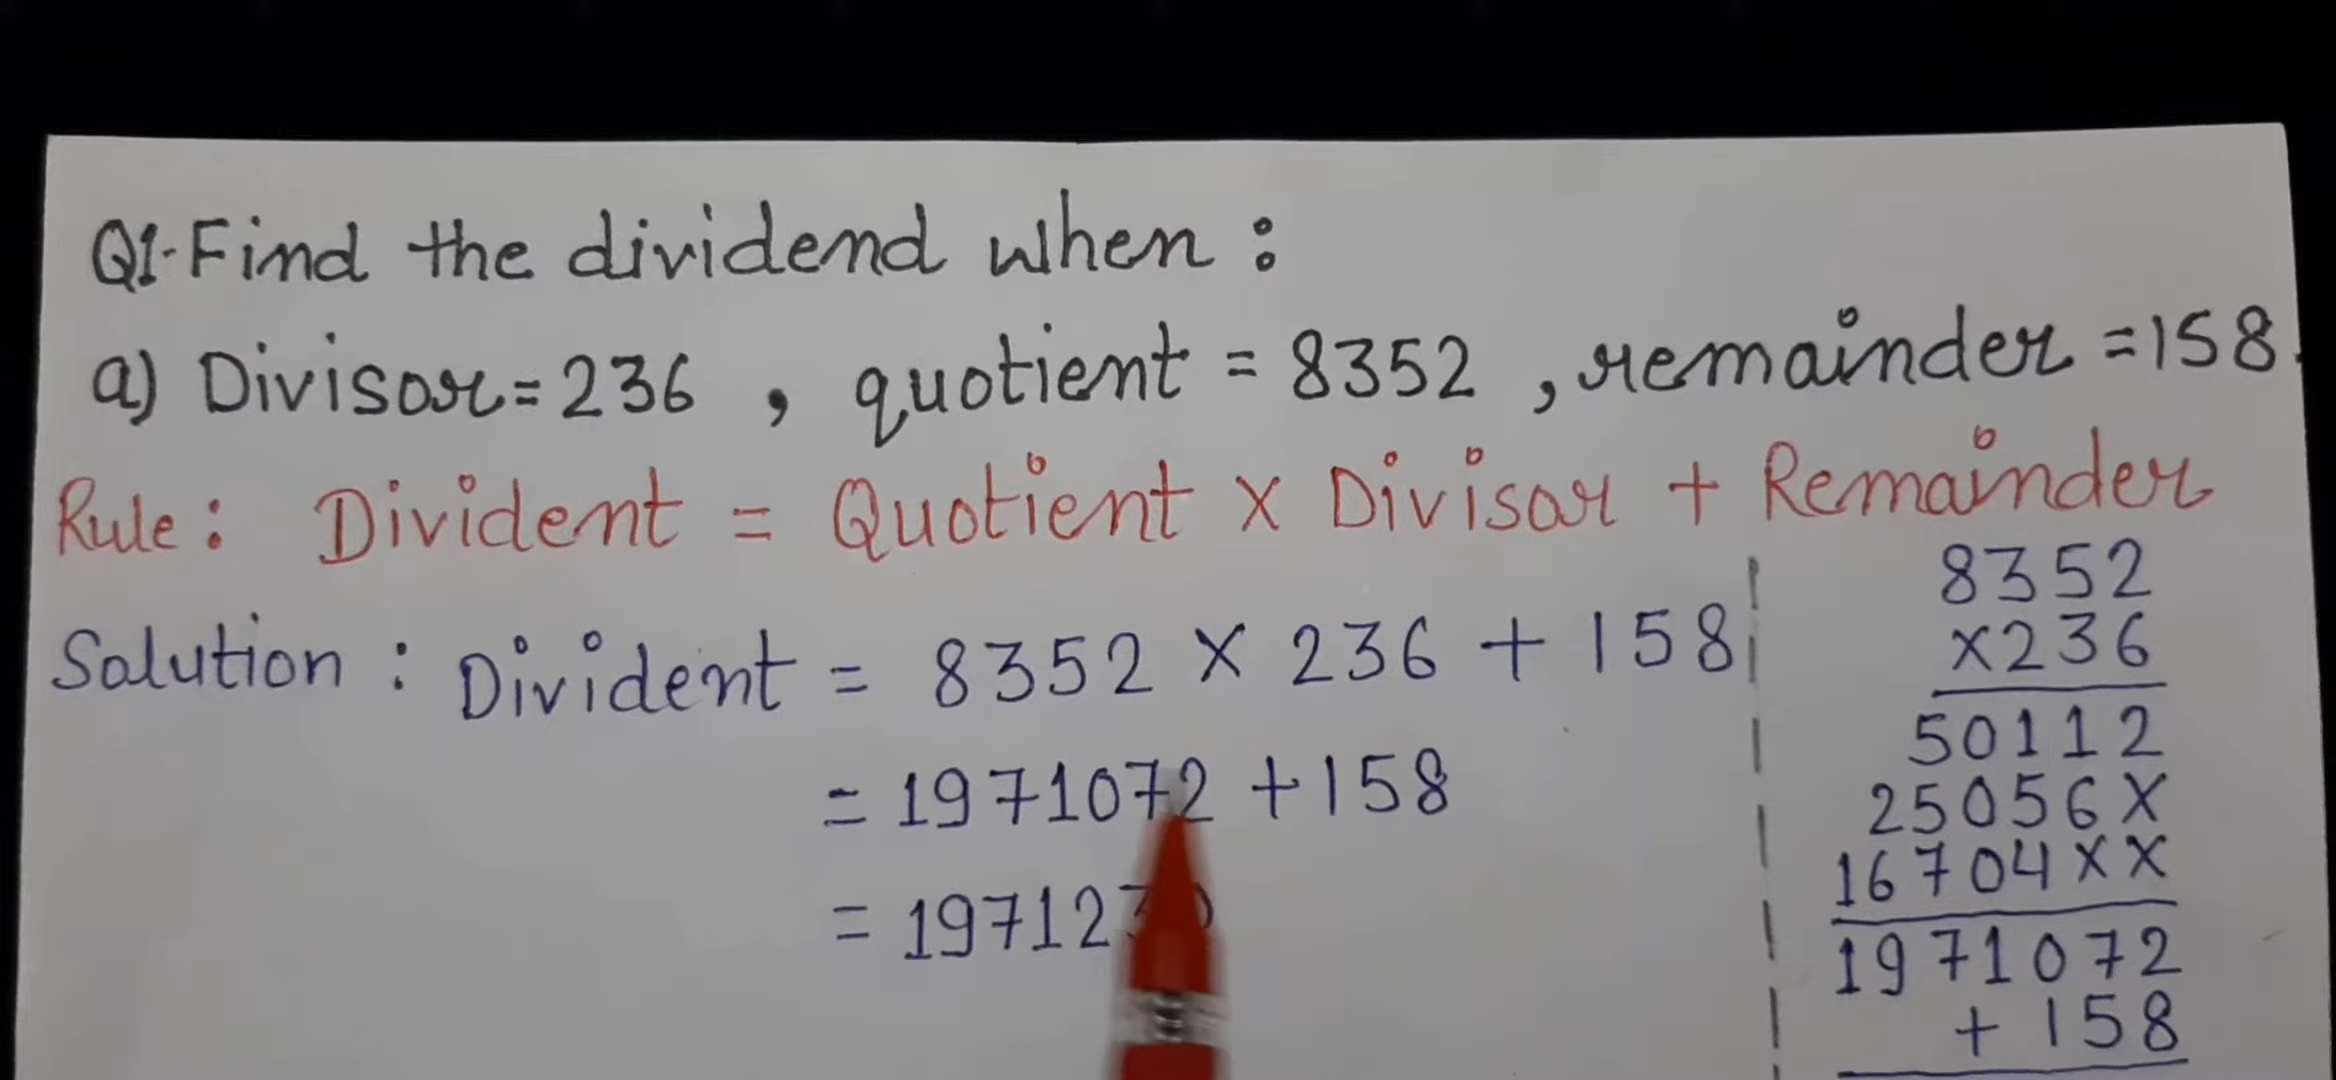 Q1. Find the dividend when :
a) Divisor = 236 , quotient = 8352 , remainder = 158.
Rule : Divident = Quotient x Divisor + Remainder
Solution : Divident = 8352 x 236 + 158
= 1971072 + 158
= 1971230
8352
x236
50112
25056X
16704XX
1971072
+ 158